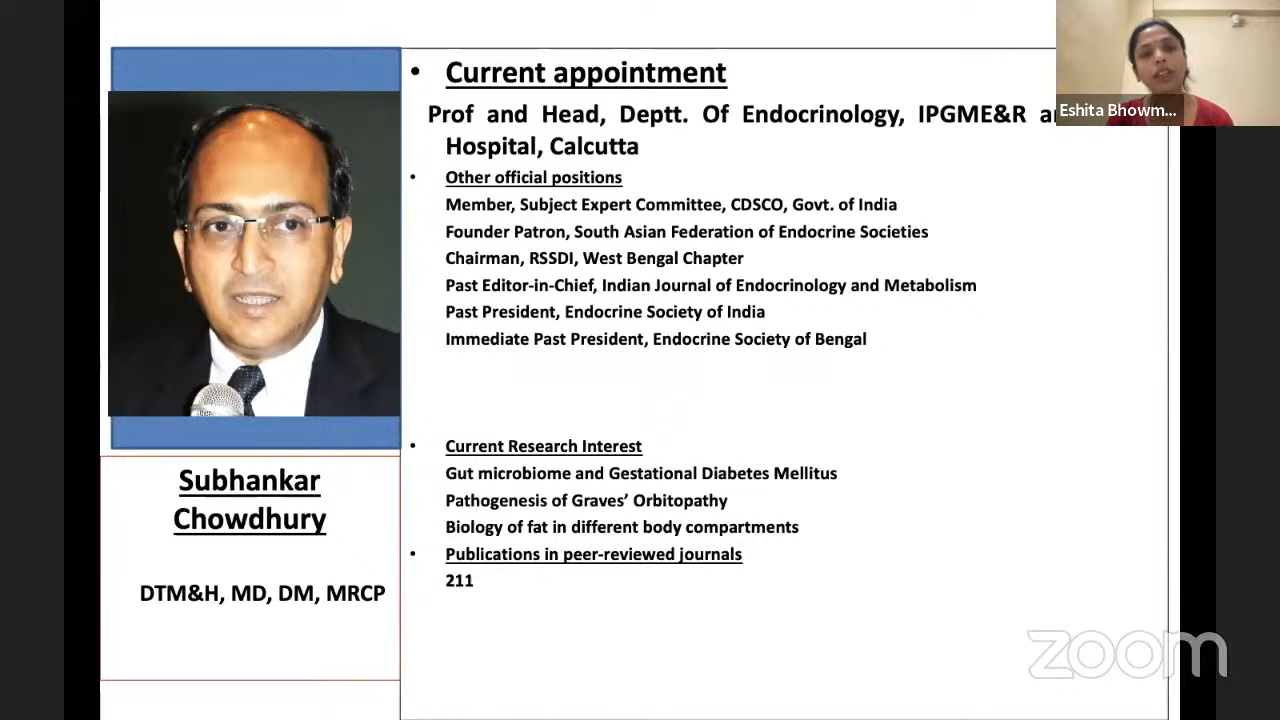 Current appointment
Prof and Head, Deptt. Of Endocrinology, IPGME&R
Hospital, Calcutta
Other official positions
Member, Subject Expert Committee, CDSCO, Govt. of India
Founder Patron, South Asian Federation of Endocrine Societies
Chairman, RSSDI, West Bengal Chapter
Past Editor-in-Chief, Indian Journal of Endocrinology and Metabolism
Past President, Endocrine Society of India
Immediate Past President, Endocrine Society of Bengal
Current Research Interest
Gut microbiome and Gestational Diabetes Mellitus
Pathogenesis of Graves’ Orbitopathy
Biology of fat in different body compartments
Publications in peer-reviewed journals
211
Subhankar
Chowdhury
DTM&H, MD, DM, MRCP
Eshita Bhowm...
zoom